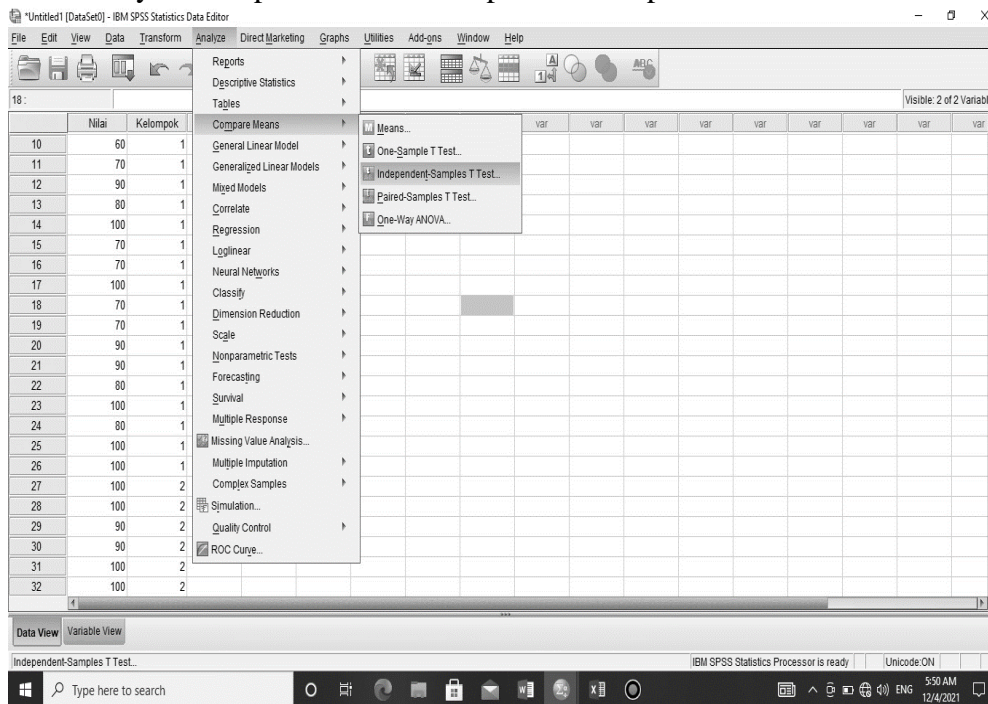 *Untitled1 [DataSet0] - IBM SPSS Statistics Data Editor
File Edit View Data Transform Analyze Direct Marketing Graphs Utilities Add-ons Window Help
18 :
Visible: 2 of 2 Variabl
Nilai Kelompok var var var var var var var var var
10 60 1
11 70 1
12 90 1
13 80 1
14 100 1
15 70 1
16 70 1
17 100 1
18 70 1
19 70 1
20 90 1
21 90 1
22 80 1
23 100 1
24 80 1
25 100 1
26 100 1
27 100 2
28 100 2
29 90 2
30 90 2
31 100 2
32 100 2
Reports
Descriptive Statistics
Tables
Compare Means
General Linear Model
Generalized Linear Models
Mixed Models
Correlate
Regression
Loglinear
Neural Networks
Classify
Dimension Reduction
Scale
Nonparametric Tests
Forecasting
Survival
Multiple Response
Missing Value Analysis...
Multiple Imputation
Complex Samples
Simulation...
Quality Control
ROC Curve...
Means...
One-Sample T Test...
Independent-Samples T Test...
Paired-Samples T Test...
One-Way ANOVA...
Data View Variable View
Independent-Samples T Test...
IBM SPSS Statistics Processor is ready
Unicode:ON
Type here to search
ENG
5:50 AM
12/4/2021